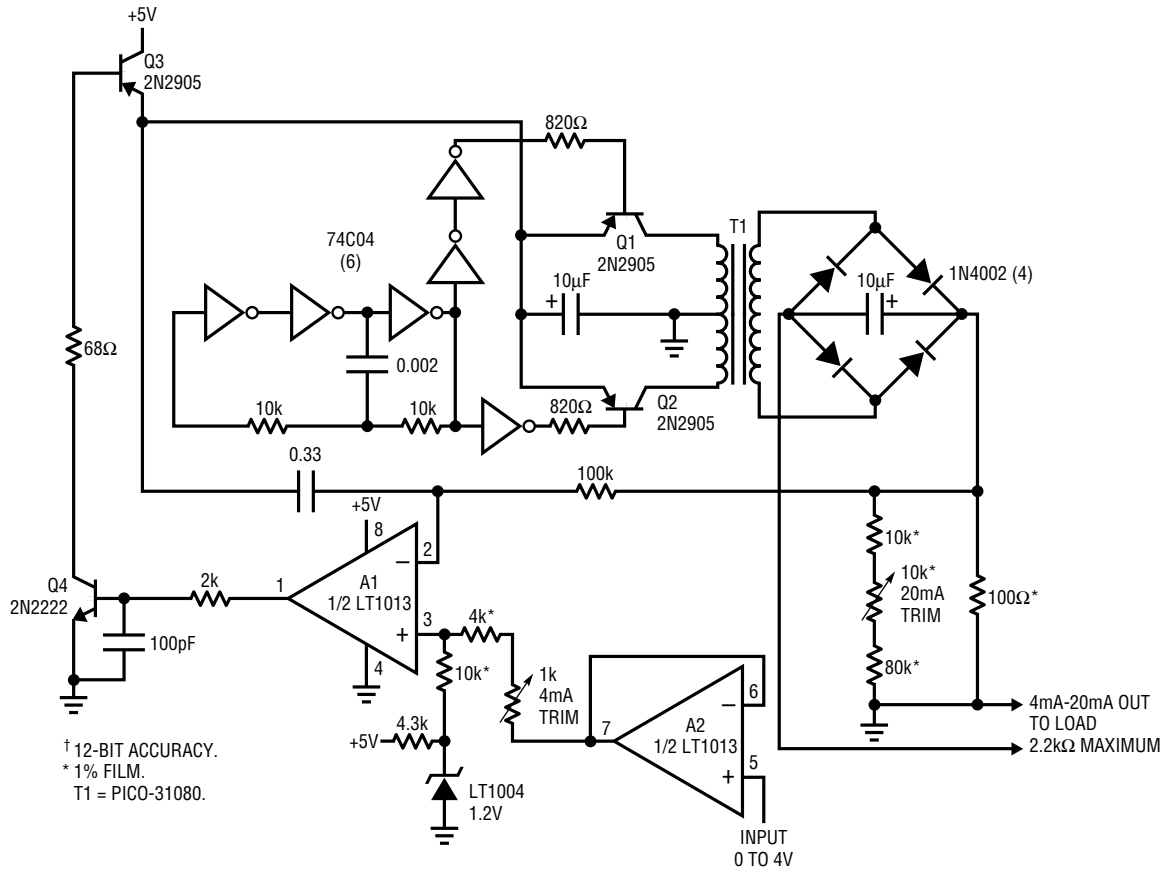 +5V
Q3
2N2905
820Ω
74C04
(6)
Q1
2N2905
T1
10µF
+
10µF
+
1N4002 (4)
68Ω
0.002
10k
10k
820Ω
Q2
2N2905
0.33
100k
+5V
8
2
−
A1
1/2 LT1013
1
3
+
4
2k
Q4
2N2222
100pF
4k*
10k*
1k
4mA
TRIM
10k*
10k*
20mA
TRIM
80k*
100Ω*
4.3k
+5V
6
−
A2
1/2 LT1013
7
5
+
LT1004
1.2V
INPUT
0 TO 4V
4mA-20mA OUT
TO LOAD
2.2kΩ MAXIMUM
† 12-BIT ACCURACY.
* 1% FILM.
T1 = PICO-31080.